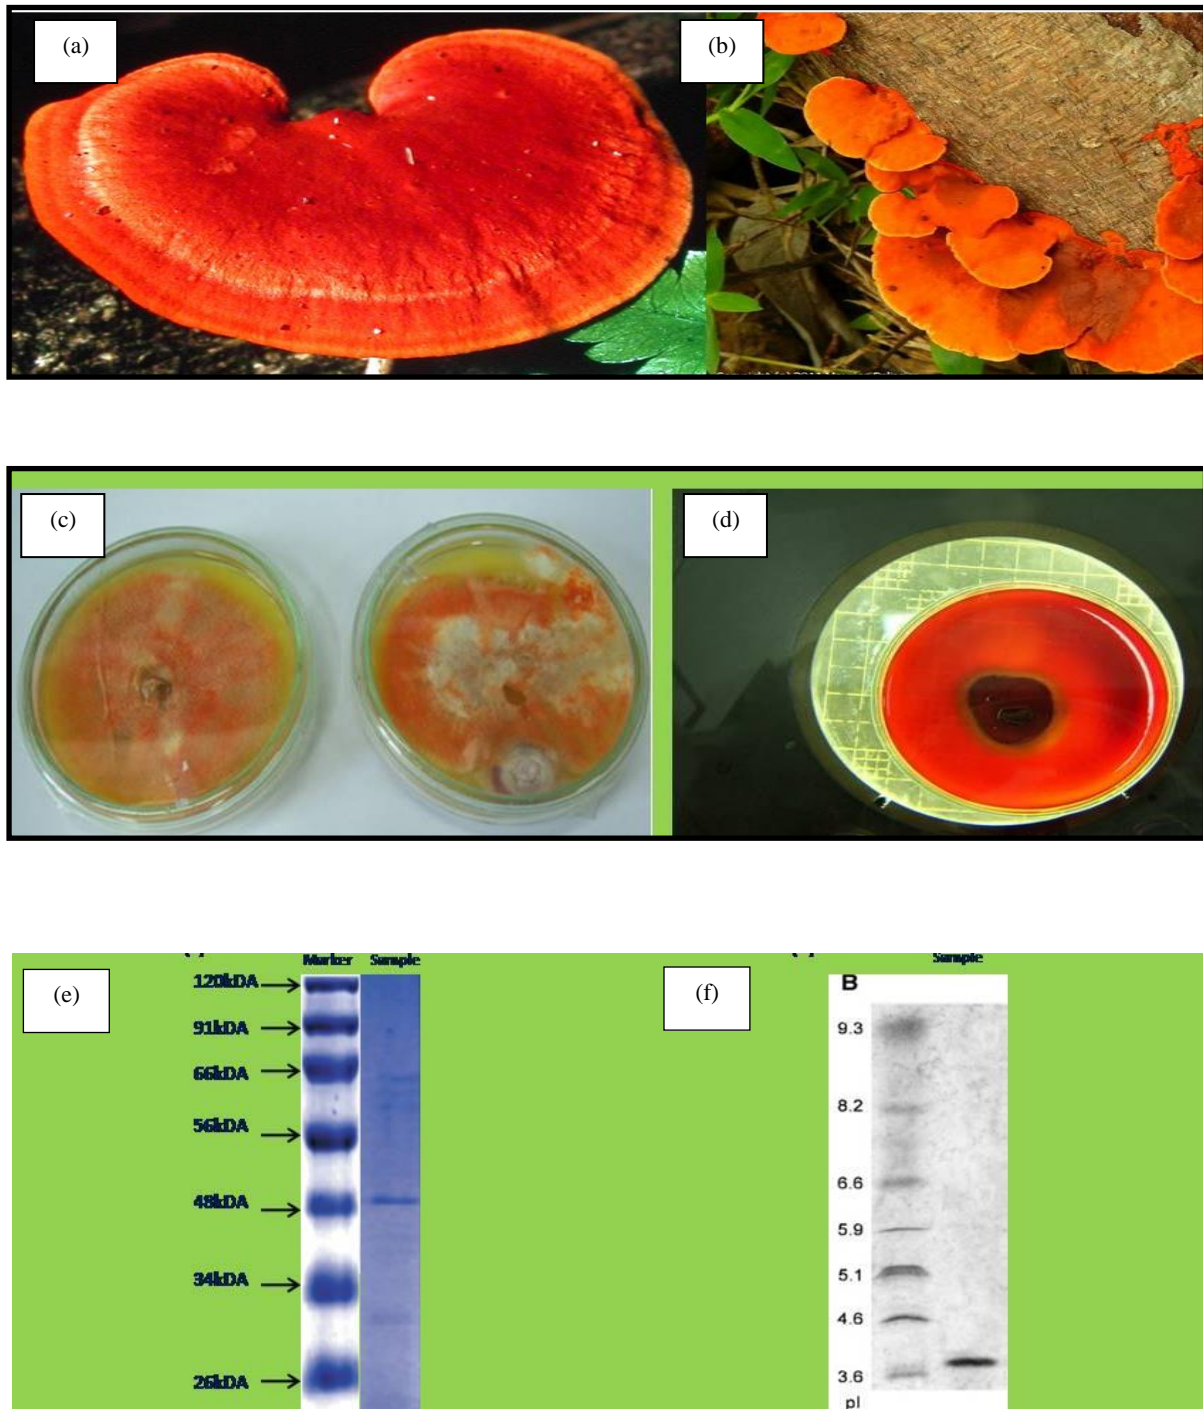 (a)
(b)
(c)
(d)
(e)
Marker Sample
120kDA
91kDA
66kDA
56kDA
48kDA
34kDA
26kDA
(f)
Sample
B
9.3
8.2
6.6
5.9
5.1
4.6
3.6
pI